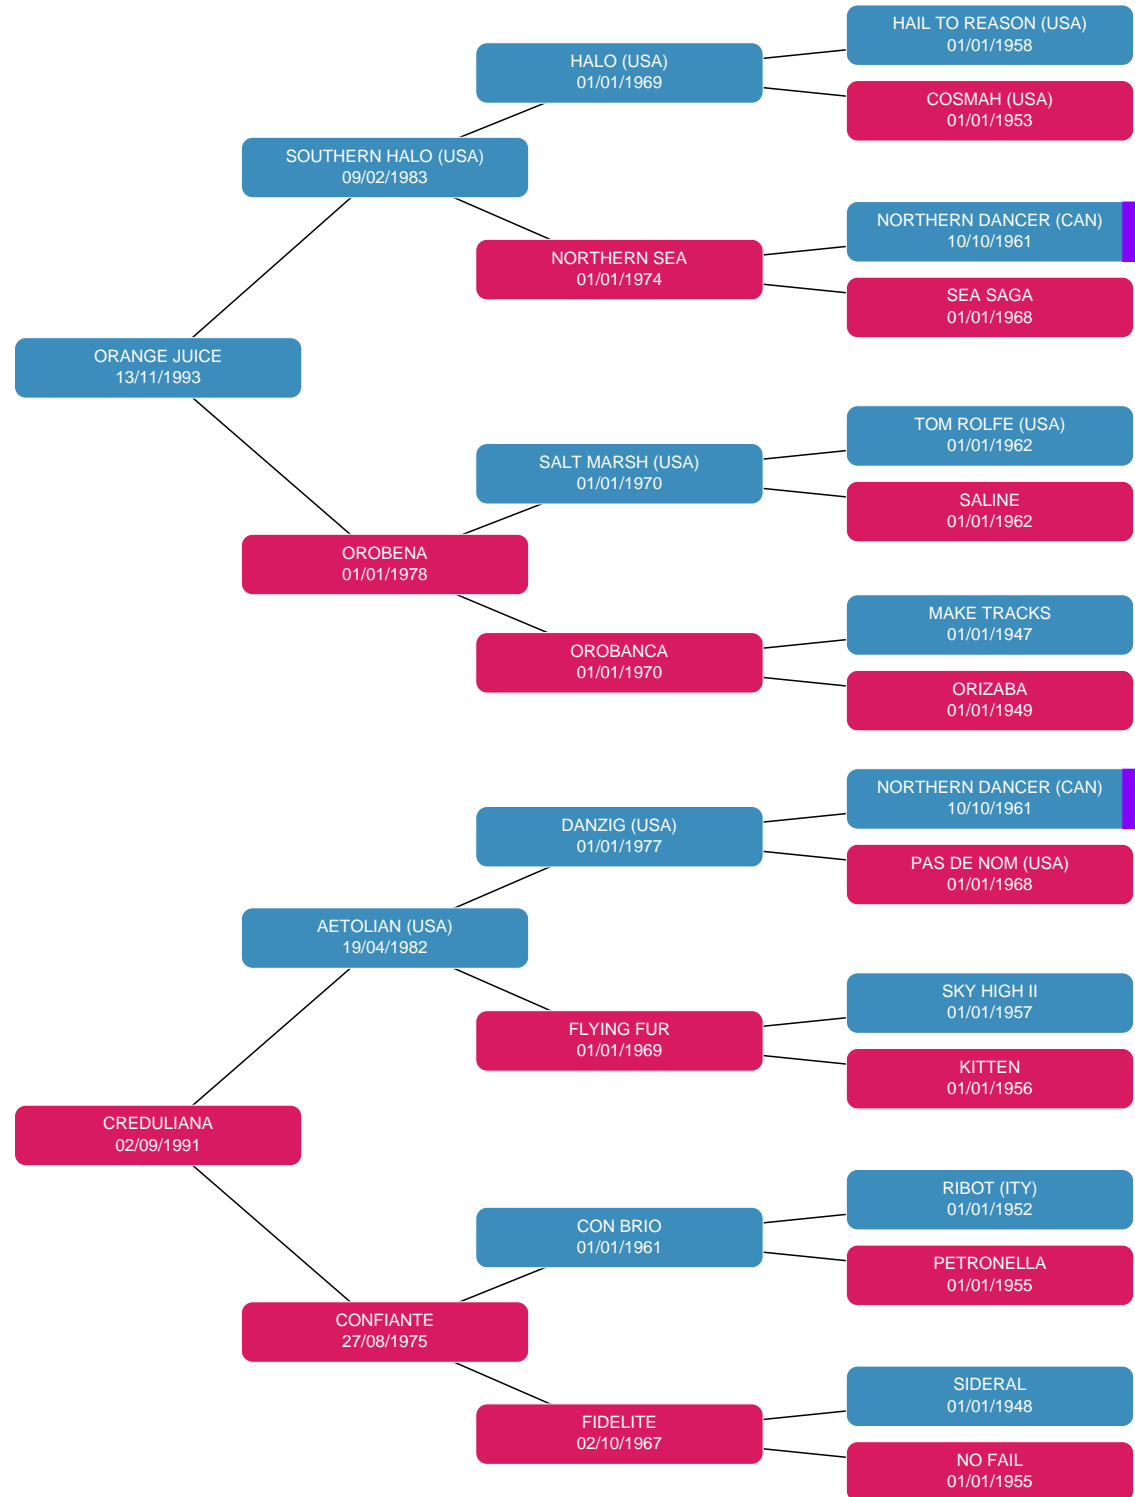 HAIL TO REASON (USA)
01/01/1958
HALO (USA)
01/01/1969
COSMAH (USA)
01/01/1953
SOUTHERN HALO (USA)
09/02/1983
NORTHERN DANCER (CAN)
10/10/1961
NORTHERN SEA
01/01/1974
SEA SAGA
01/01/1968
ORANGE JUICE
13/11/1993
TOM ROLFE (USA)
01/01/1962
SALT MARSH (USA)
01/01/1970
SALINE
01/01/1962
OROBENA
01/01/1978
MAKE TRACKS
01/01/1947
OROBANCA
01/01/1970
ORIZABA
01/01/1949
NORTHERN DANCER (CAN)
10/10/1961
DANZIG (USA)
01/01/1977
PAS DE NOM (USA)
01/01/1968
AETOLIAN (USA)
19/04/1982
SKY HIGH II
01/01/1957
FLYING FUR
01/01/1969
KITTEN
01/01/1956
CREDULIANA
02/09/1991
RIBOT (ITY)
01/01/1952
CON BRIO
01/01/1961
PETRONELLA
01/01/1955
CONFIANTE
27/08/1975
SIDERAL
01/01/1948
FIDELITE
02/10/1967
NO FAIL
01/01/1955